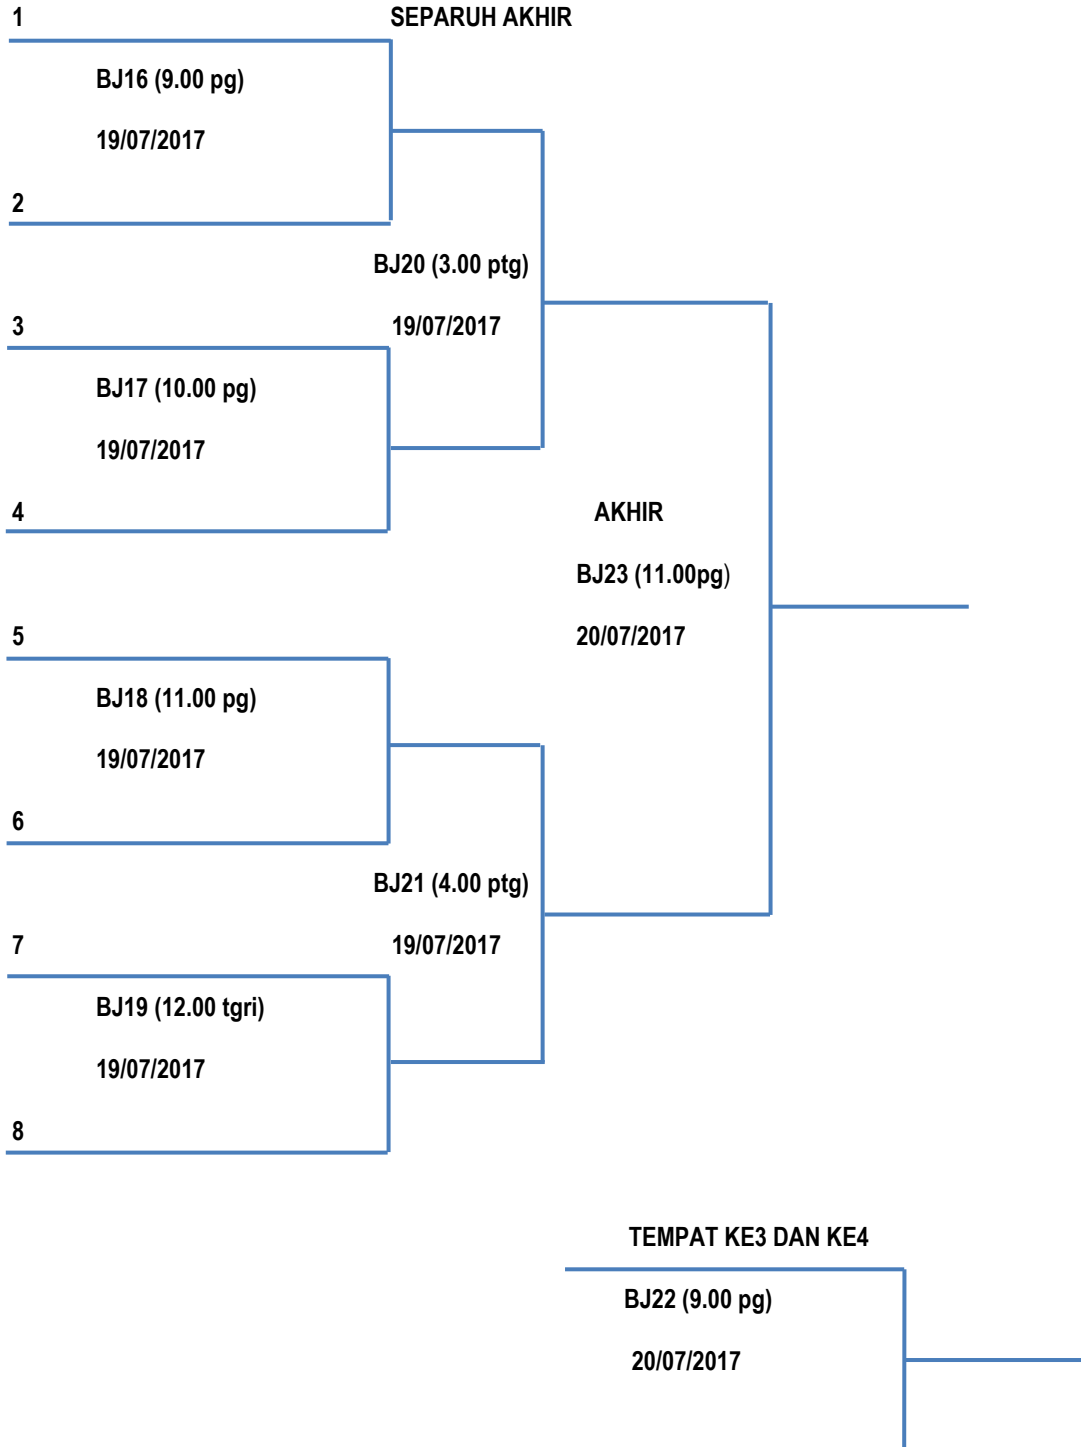 1
SEPARUH AKHIR
BJ16 (9.00 pg)
19/07/2017
2
BJ20 (3.00 ptg)
3
19/07/2017
BJ17 (10.00 pg)
19/07/2017
4
AKHIR
BJ23 (11.00pg)
5
20/07/2017
BJ18 (11.00 pg)
19/07/2017
6
BJ21 (4.00 ptg)
7
19/07/2017
BJ19 (12.00 tgri)
19/07/2017
8
TEMPAT KE3 DAN KE4
BJ22 (9.00 pg)
20/07/2017